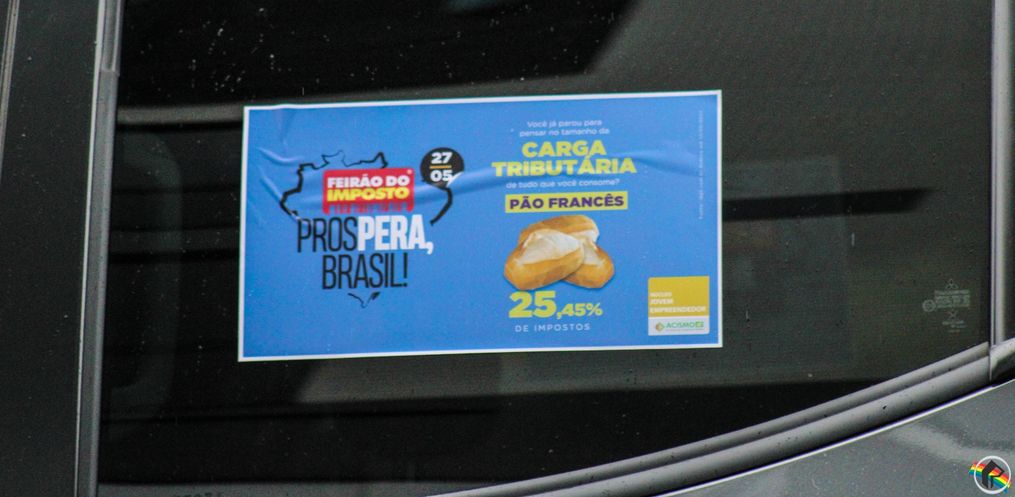 27
05
FEIRÃO DO
IMPOSTO
PROSPERA,
BRASIL!
Você já parou para
pensar no tamanho da
CARGA
TRIBUTÁRIA
de tudo que você consome?
PÃO FRANCÊS
25,45%
DE IMPOSTOS
NÚCLEO
JOVEM
EMPREENDEDOR
ACISMO